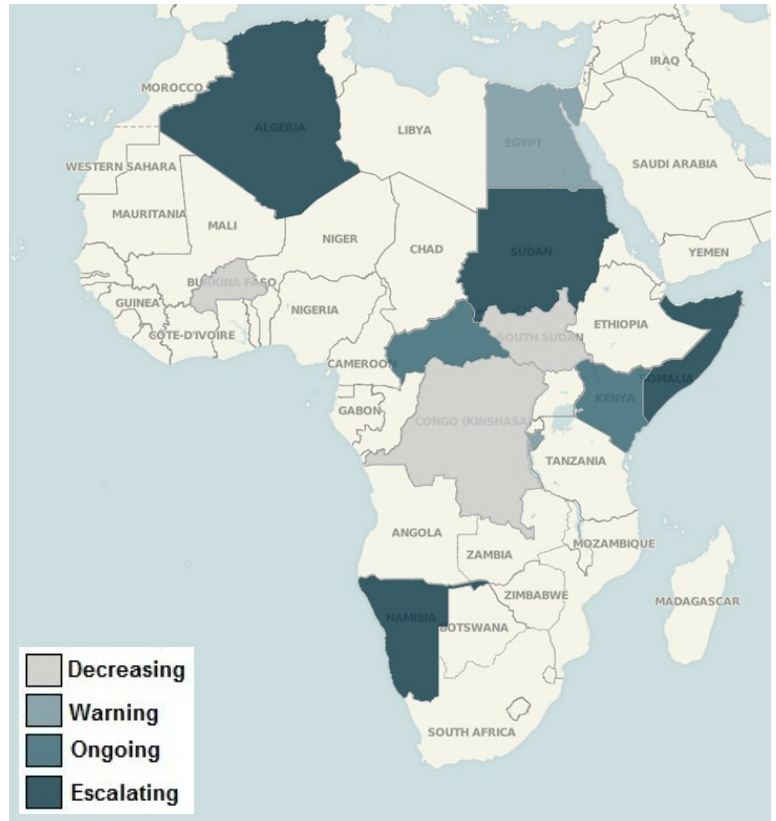 IRAQ
MOROCCO
ALGERIA
LIBYA
EGYPT
SAUDI ARABIA
WESTERN SAHARA
MAURITANIA
MALI
NIGER
CHAD
SUDAN
YEMEN
BURKINA FASO
GUINEA
NIGERIA
CÔTE-D'IVOIRE
SOUTH SUDAN
ETHIOPIA
CAMEROON
SOMALIA
KENYA
GABON
CONGO (KINSHASA)
TANZANIA
ANGOLA
MOZAMBIQUE
ZAMBIA
ZIMBABWE
MADAGASCAR
NAMIBIA
BOTSWANA
SOUTH AFRICA
Decreasing
Warning
Ongoing
Escalating